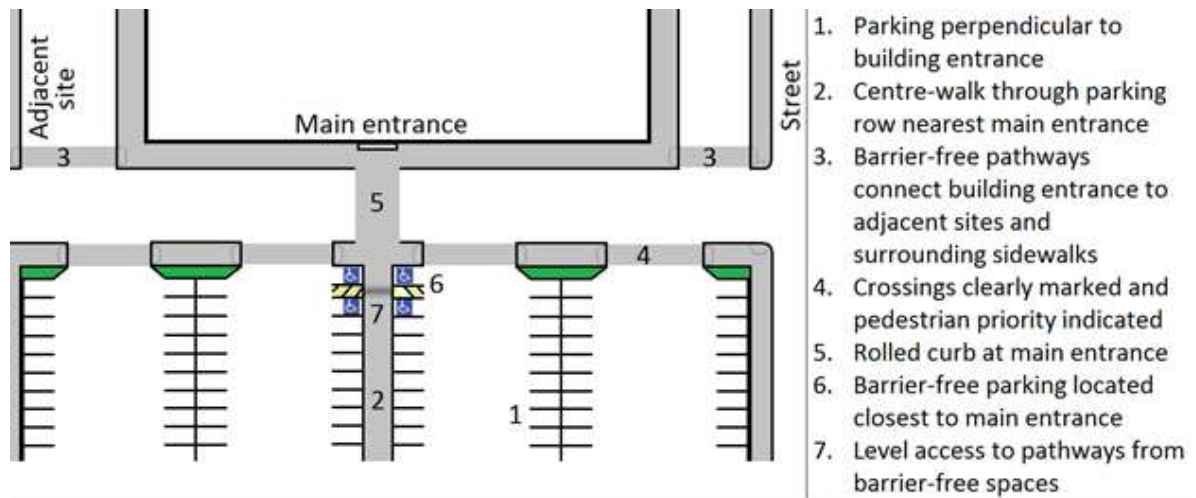 Adjacent
site
Main entrance
Street
3
3
5
4
6
7
2
1
1. Parking perpendicular to
building entrance
2. Centre-walk through parking
row nearest main entrance
3. Barrier-free pathways
connect building entrance to
adjacent sites and
surrounding sidewalks
4. Crossings clearly marked and
pedestrian priority indicated
5. Rolled curb at main entrance
6. Barrier-free parking located
closest to main entrance
7. Level access to pathways from
barrier-free spaces